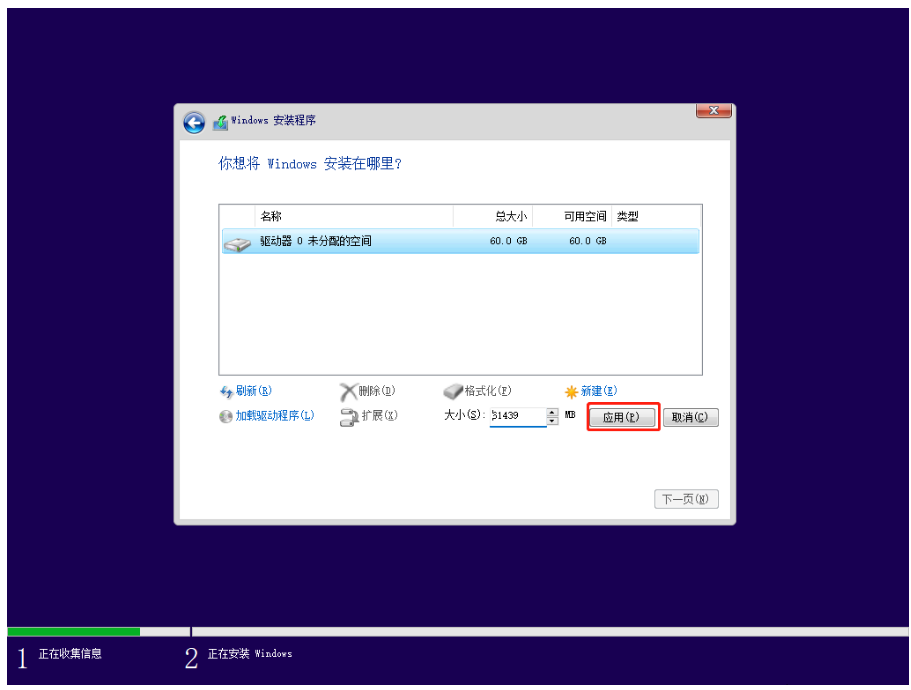 Windows 安装程序
你想将 Windows 安装在哪里?
名称 总大小 可用空间 类型
驱动器 0 未分配的空间 60.0 GB 60.0 GB
刷新(R) 删除(D) 格式化(F) 新建(E)
加载驱动程序(L) 扩展(X) 大小(S): 51439 MB 应用(P) 取消(C)
下一页(N)
1 正在收集信息 2 正在安装 Windows